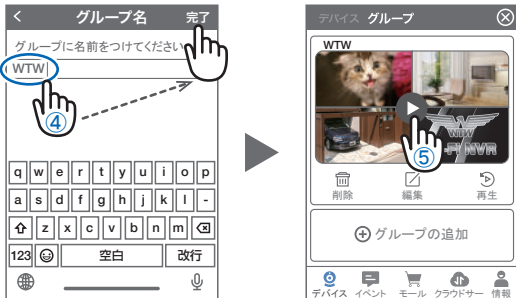 グループ名
完了
グループに名前をつけてください
WTW
④
q w e r t y u i o p
a s d f g h j k l -
z x c v b n m
123 空白 改行
デバイス グループ
WTW
WTW
⑤
削除 編集 再生
グループの追加
デバイス イベント モール クラウドサー 情報